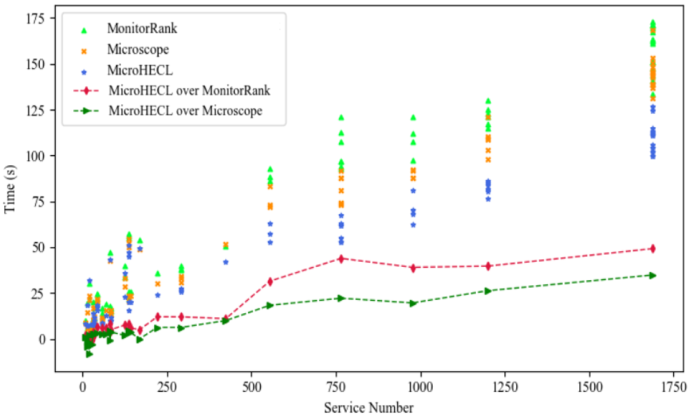 175
150
125
100
75
50
25
0
Time (s)
MonitorRank
Microscope
MicroHECL
MicroHECL over MonitorRank
MicroHECL over Microscope
0 250 500 750 1000 1250 1500 1750
Service Number